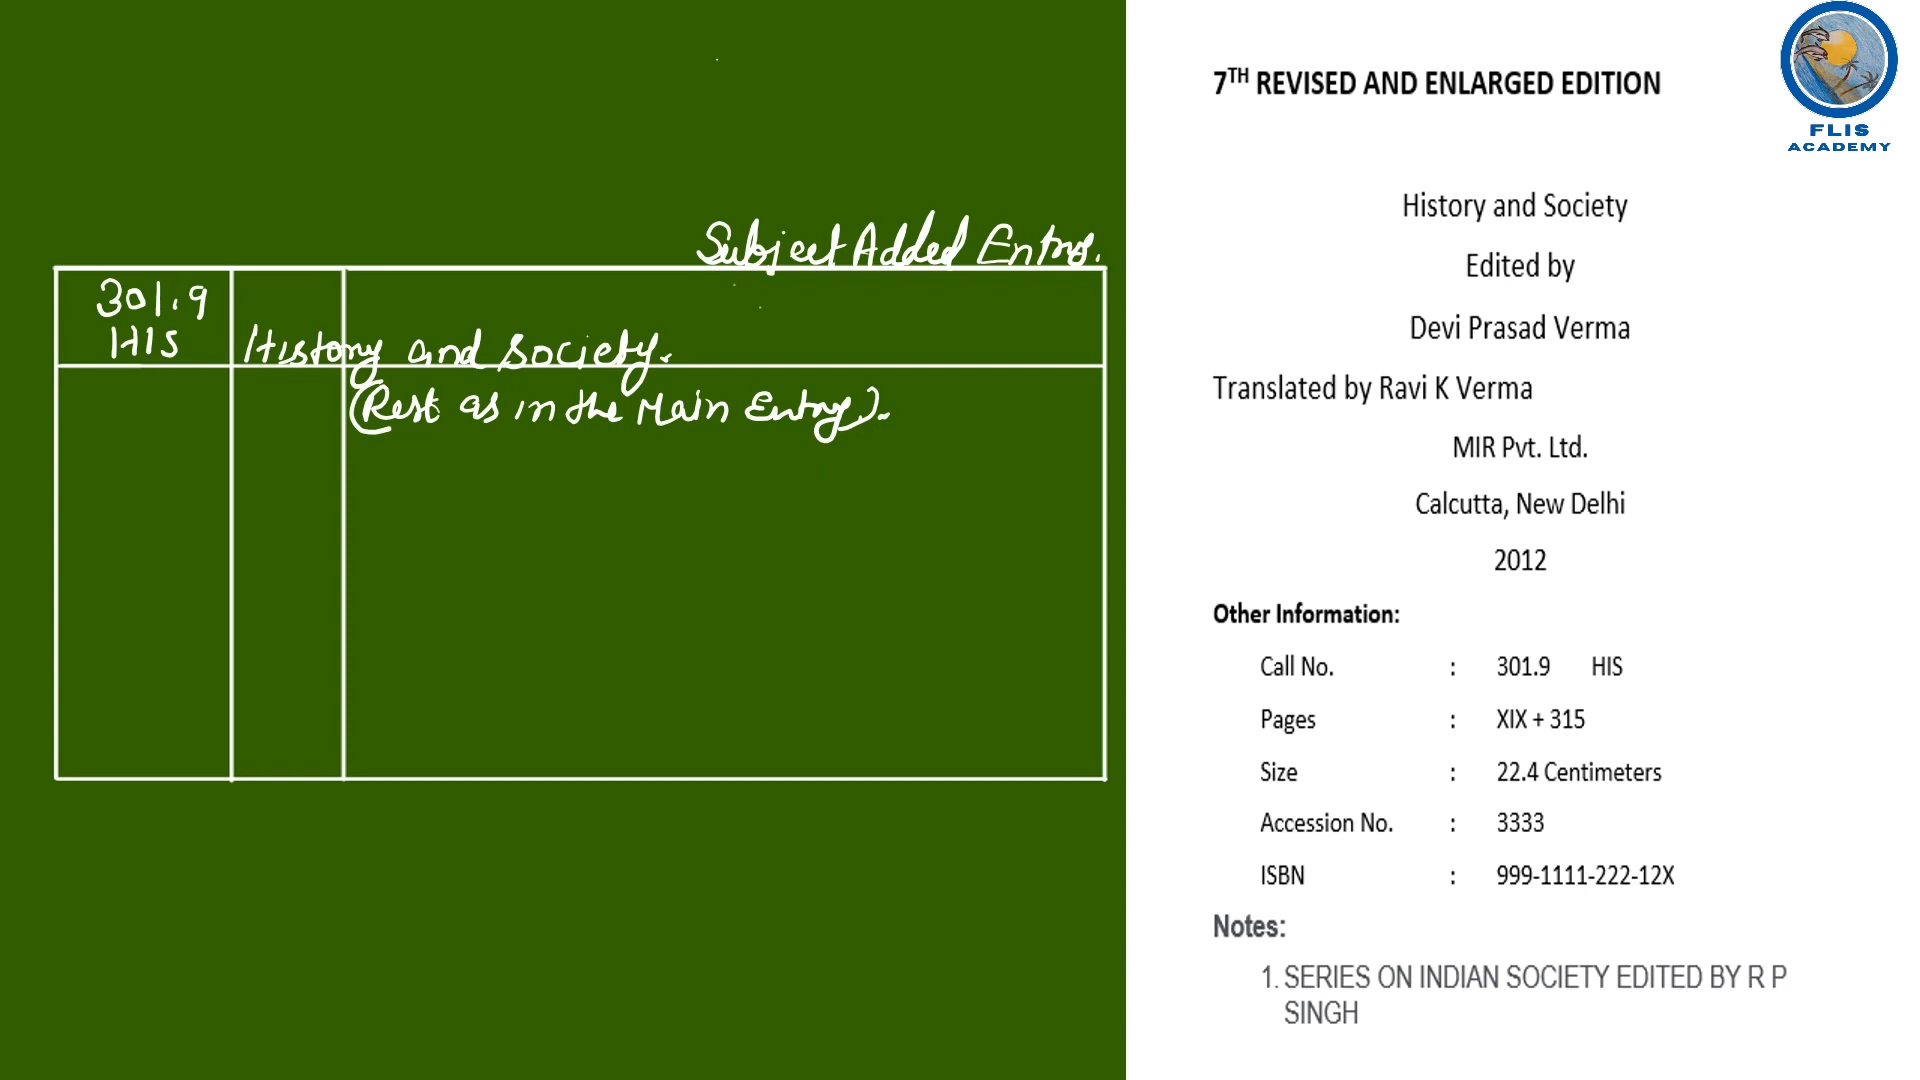 Subject Added Entry.
301.9
HIS
History and Society.
(Rest as in the Main Entry).
7TH REVISED AND ENLARGED EDITION
FLIS
ACADEMY
History and Society
Edited by
Devi Prasad Verma
Translated by Ravi K Verma
MIR Pvt. Ltd.
Calcutta, New Delhi
2012
Other Information:
Call No. : 301.9 HIS
Pages : XIX + 315
Size : 22.4 Centimeters
Accession No. : 3333
ISBN : 999-1111-222-12X
Notes:
1. SERIES ON INDIAN SOCIETY EDITED BY R P
SINGH